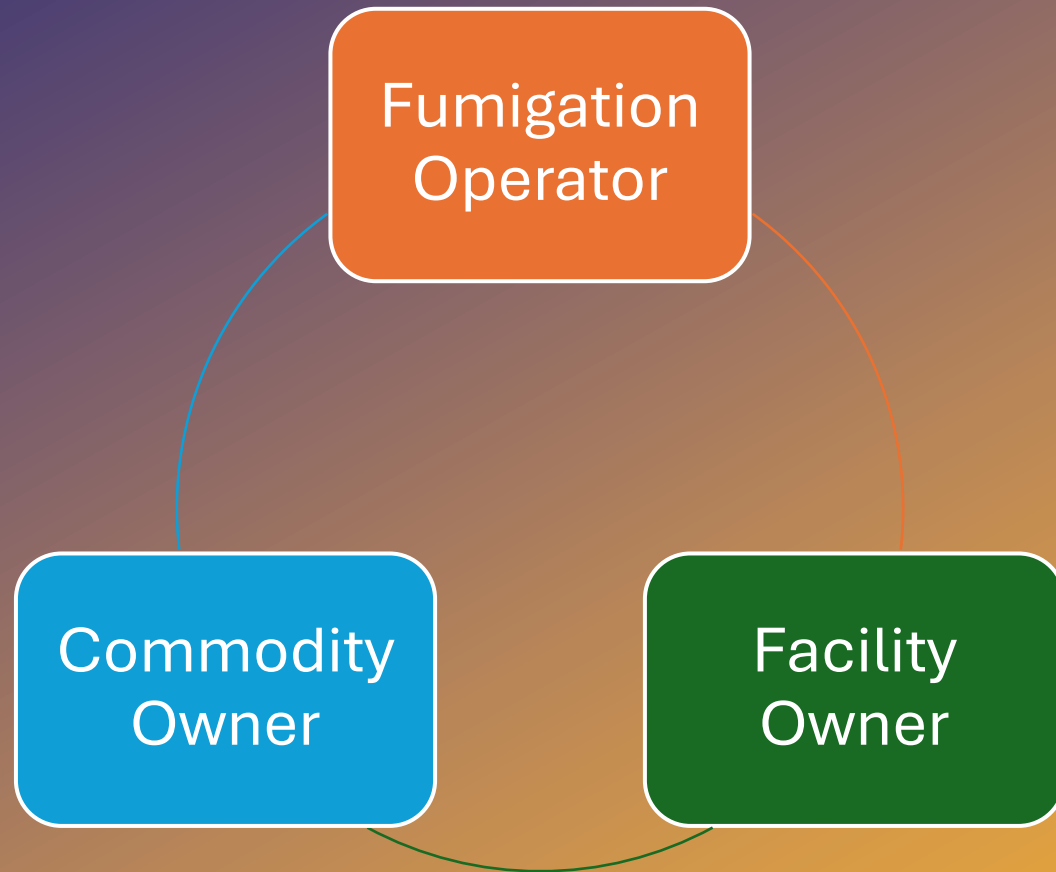 Fumigation
Operator
Commodity
Owner
Facility
Owner